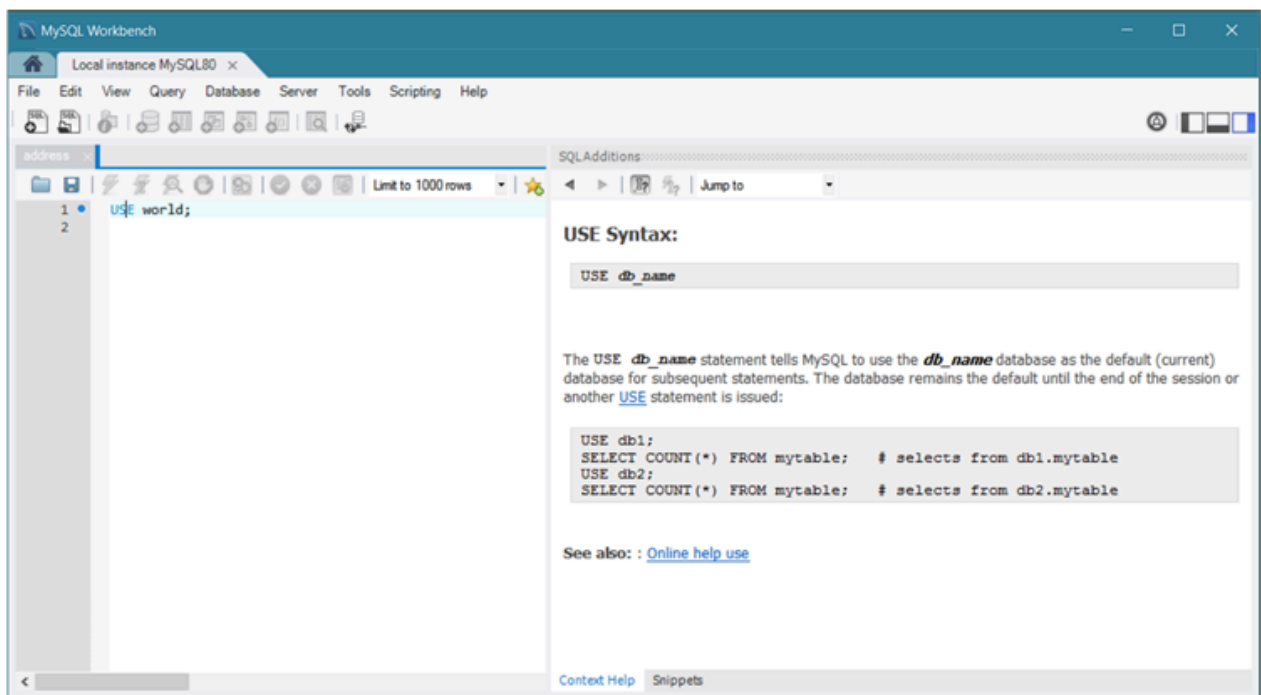 MySQL Workbench
Local instance MySQL80
File Edit View Query Database Server Tools Scripting Help
address
SQLAdditions
Limit to 1000 rows
Jump to
1 USE world;
2
USE Syntax:
USE db_name
The USE db_name statement tells MySQL to use the db_name database as the default (current)
database for subsequent statements. The database remains the default until the end of the session or
another USE statement is issued:
USE db1;
SELECT COUNT(*) FROM mytable;   # selects from db1.mytable
USE db2;
SELECT COUNT(*) FROM mytable;   # selects from db2.mytable
See also: : Online help use
Context Help Snippets